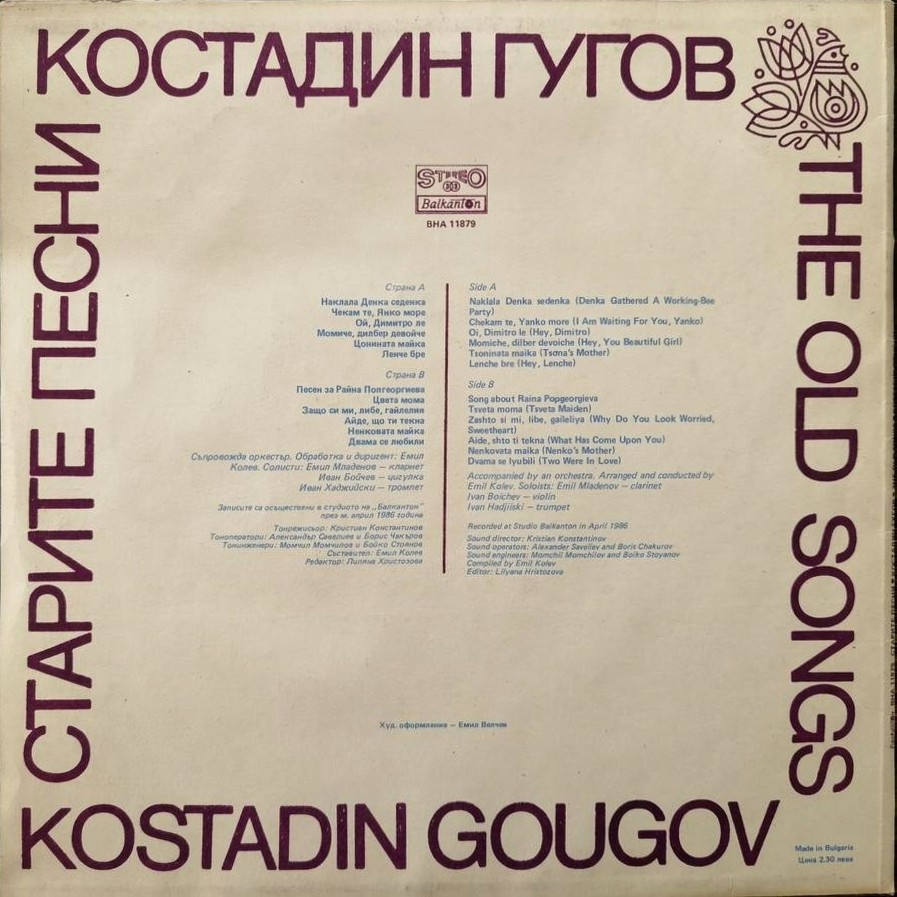 КОСТАДИН ГУГОВ
СТАРИТЕ ПЕСНИ
THE OLD SONGS
STEREO
Balkanton
ВНА 11879
Страна А
Наклала Денка седенка
Чекам те, Янко море
Ой, Димитро ле
Момиче, дилбер девойче
Цонината майка
Ленче бре
Страна В
Песен за Райна Попгеоргиева
Цвета мома
Защо си ми, либе, гайлелия
Айде, що ти текна
Ненковата майка
Двама се любили
Съпровожда оркестър. Обработка и диригент: Емил
Колев. Солисти: Емил Младенов — кларнет
Иван Бойчев — цигулка
Иван Хаджийски — тромпет
Записите са осъществени в студиото на „Балкантон"
през м. април 1986 година
Тонрежисьор: Кристиян Константинов
Тоноператори: Александър Савелиев и Борис Чакъров
Тонинженери: Момчил Момчилов и Бойко Стоянов
Съставител: Емил Колев
Редактор: Лиляна Христозова
Side A
Naklala Denka sedenka (Denka Gathered A Working-Bee
Party)
Chekam te, Yanko more (I Am Waiting For You, Yanko)
Oi, Dimitro le (Hey, Dimitro)
Momiche, dilber devoiche (Hey, You Beautiful Girl)
Tsoninata maika (Tsona's Mother)
Lenche bre (Hey, Lenche)
Side B
Song about Raina Popgeorgieva
Tsveta moma (Tsveta Maiden)
Zashto si mi, libe, gaileliya (Why Do You Look Worried,
Sweetheart)
Aide, shto ti tekna (What Has Come Upon You)
Nenkovata maika (Nenko's Mother)
Dvama se lyubili (Two Were In Love)
Accompanied by an orchestra. Arranged and conducted by
Emil Kolev. Soloists: Emil Mladenov — clarinet
Ivan Boichev — violin
Ivan Hadjiiski — trumpet
Recorded at Studio Balkanton in April 1986
Sound director: Kristian Konstantinov
Sound operators: Alexander Saveliev and Boris Chakurov
Sound engineers: Momchil Momchilov and Boiko Stoyanov
Compiled by Emil Kolev
Editor: Lilyana Hristozova
Худ. оформление — Емил Вълчев
KOSTADIN GOUGOV
Made in Bulgaria
Цена 2.30 лева